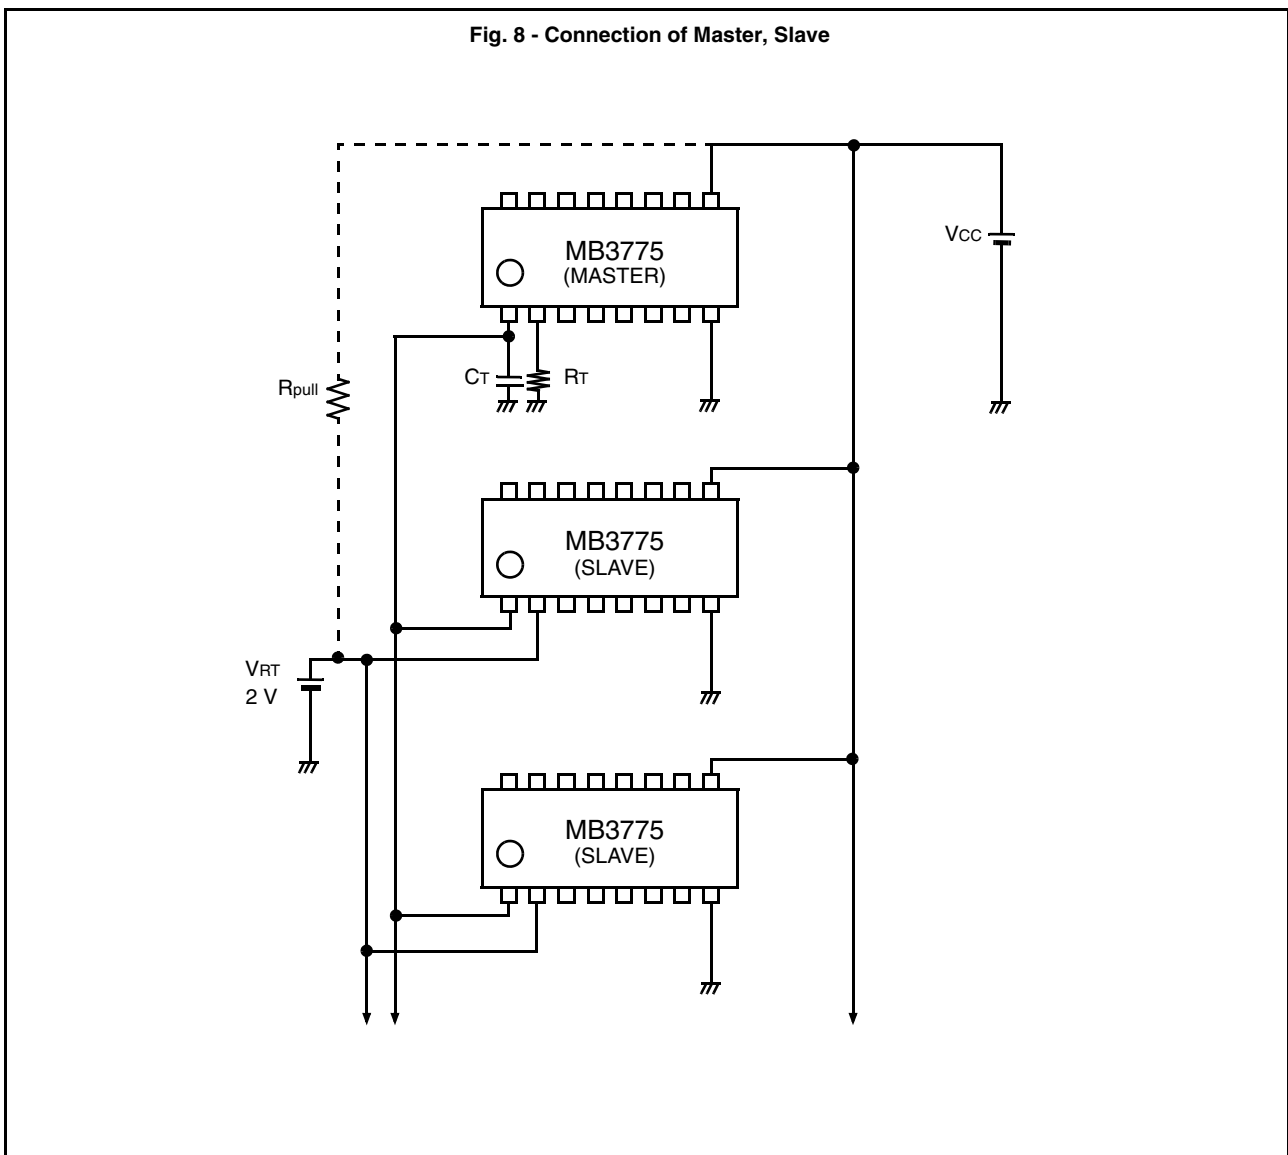 Fig. 8 - Connection of Master, Slave
VCC
MB3775
(MASTER)
Rpull
CT
RT
MB3775
(SLAVE)
VRT
2 V
MB3775
(SLAVE)